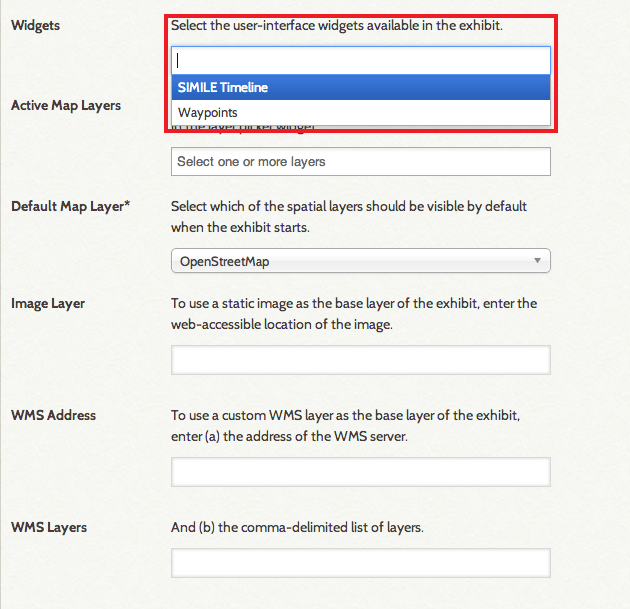 Widgets
Select the user-interface widgets available in the exhibit.
SIMILE Timeline
Waypoints
Active Map Layers
in the layer picker widget.
Select one or more layers
Default Map Layer*
Select which of the spatial layers should be visible by default
when the exhibit starts.
OpenStreetMap
Image Layer
To use a static image as the base layer of the exhibit, enter the
web-accessible location of the image.
WMS Address
To use a custom WMS layer as the base layer of the exhibit,
enter (a) the address of the WMS server.
WMS Layers
And (b) the comma-delimited list of layers.